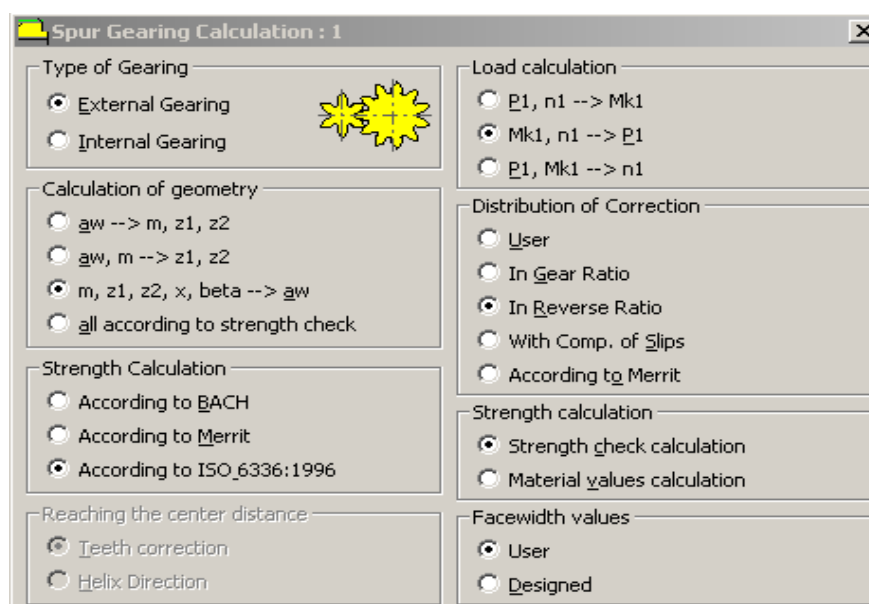 Spur Gearing Calculation : 1
Type of Gearing
External Gearing
Internal Gearing
Calculation of geometry
aw --> m, z1, z2
aw, m --> z1, z2
m, z1, z2, x, beta --> aw
all according to strength check
Strength Calculation
According to BACH
According to Merrit
According to ISO_6336:1996
Reaching the center distance
Teeth correction
Helix Direction
Load calculation
P1, n1 --> Mk1
Mk1, n1 --> P1
P1, Mk1 --> n1
Distribution of Correction
User
In Gear Ratio
In Reverse Ratio
With Comp. of Slips
According to Merrit
Strength calculation
Strength check calculation
Material values calculation
Facewidth values
User
Designed